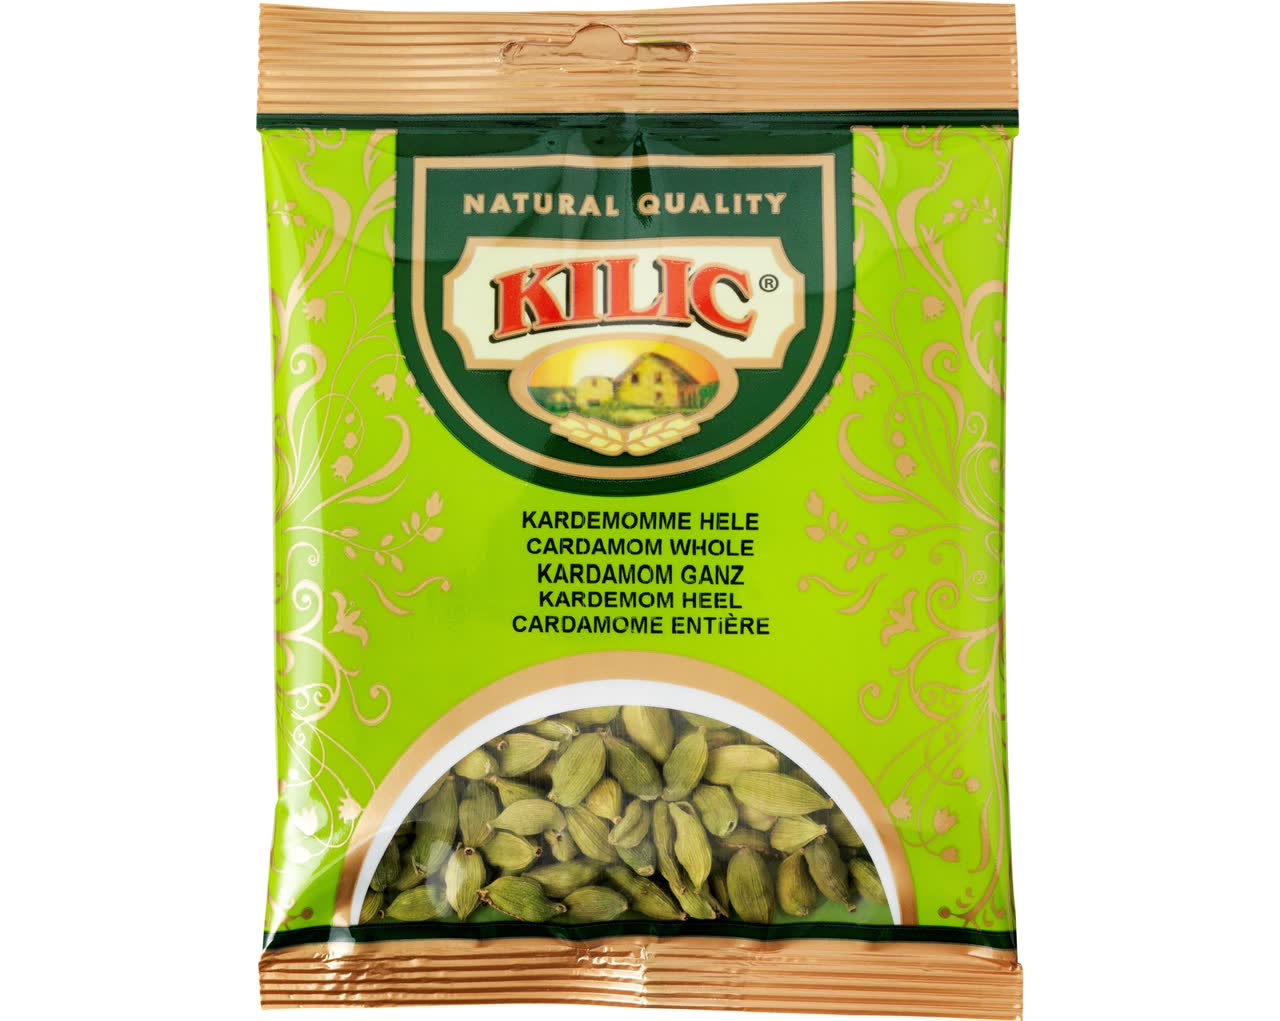 NATURAL QUALITY
KILIC®
KARDEMOMME HELE
CARDAMOM WHOLE
KARDAMOM GANZ
KARDEMOM HEEL
CARDAMOME ENTiÈRE